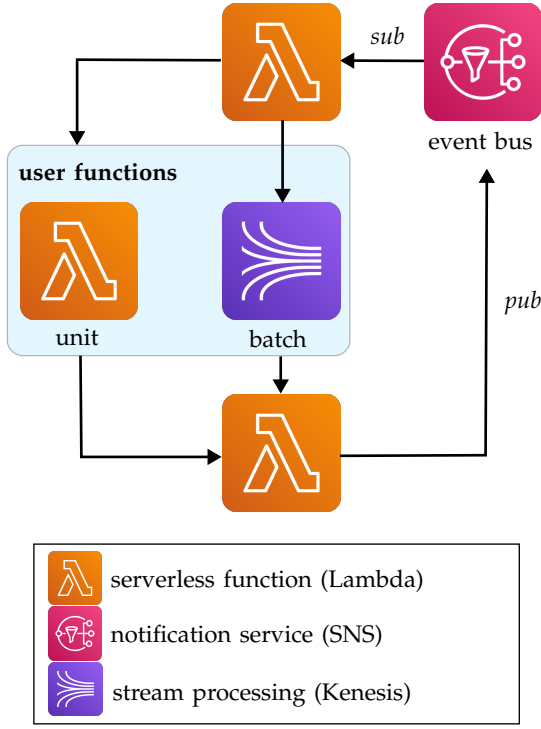 sub
event bus
user functions
unit
batch
pub
serverless function (Lambda)
notification service (SNS)
stream processing (Kenesis)